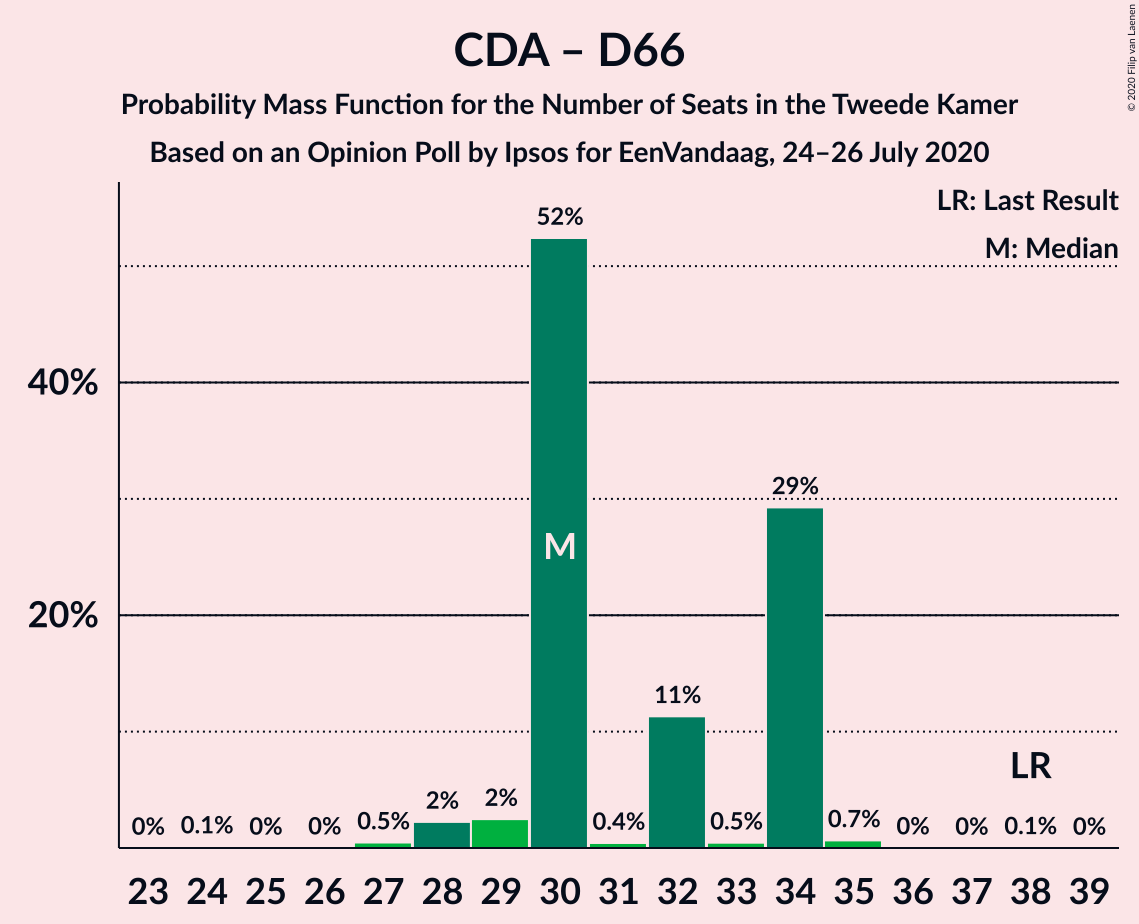 CDA – D66
Probability Mass Function for the Number of Seats in the Tweede Kamer
Based on an Opinion Poll by Ipsos for EenVandaag, 24–26 July 2020
© 2020 Filip van Laenen
LR: Last Result
M: Median
52%
40%
29%
M
20%
11%
LR
0% 0.1% 0% 0% 0.5% 2% 2% 0.4% 0.5% 0.7% 0% 0% 0.1% 0%
23 24 25 26 27 28 29 30 31 32 33 34 35 36 37 38 39